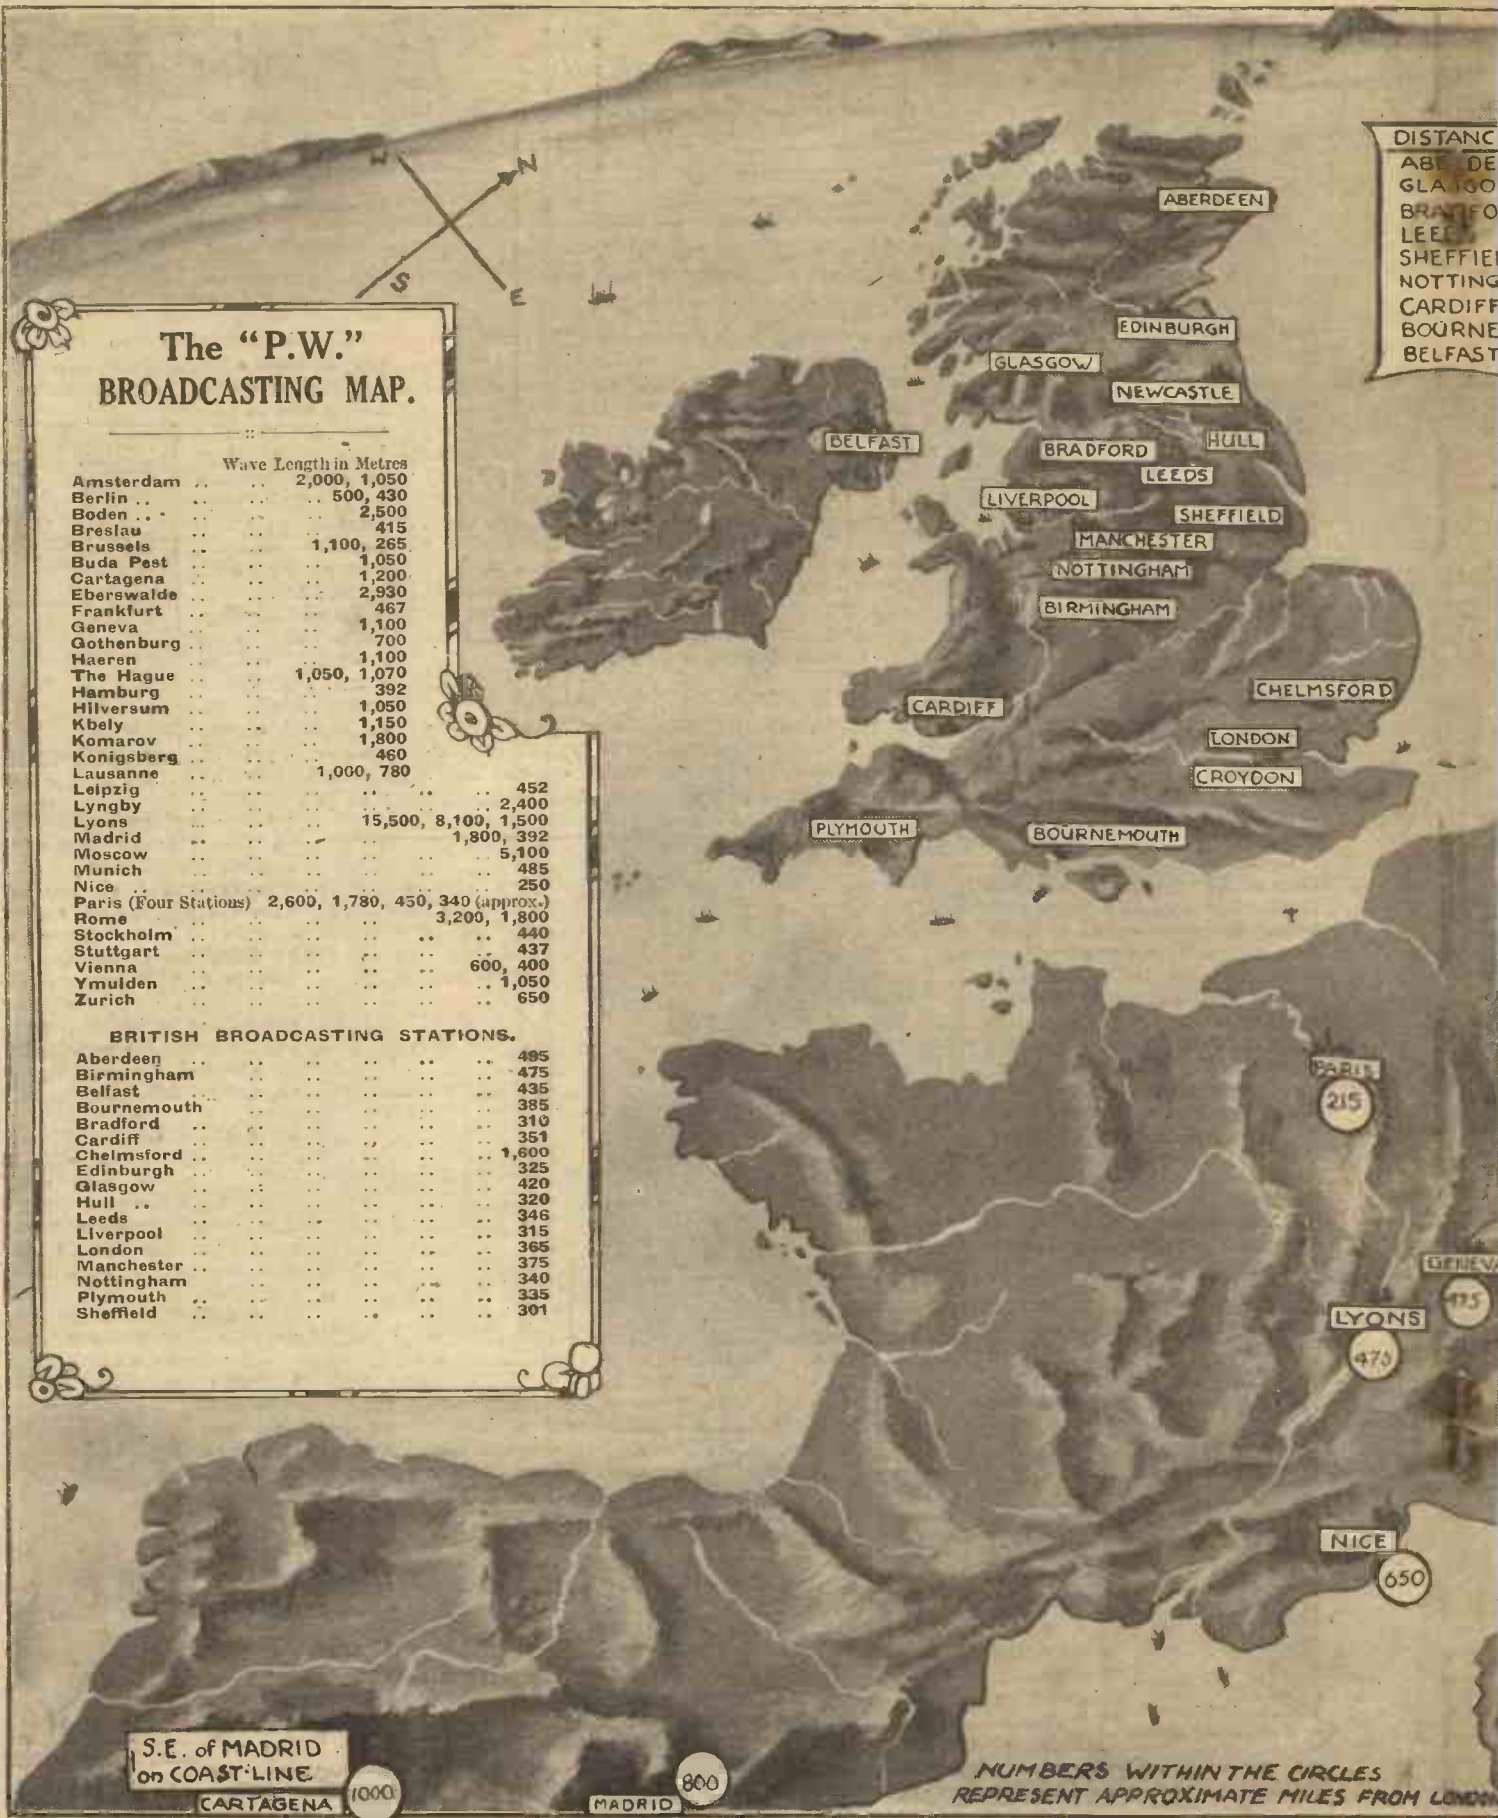 The "P.W."
BROADCASTING MAP.
Wave Length in Metres
Amsterdam .. .. 2,000, 1,050
Berlin .. .. .. .. 500, 430
Boden .. .. .. .. 2,500
Breslau .. .. .. 415
Brussels .. .. 1,100, 265
Buda Pest .. .. .. 1,050
Cartagena .. .. .. 1,200
Eberswalde .. .. .. 2,930
Frankfurt .. .. .. 467
Geneva .. .. .. 1,100
Gothenburg .. .. .. 700
Haeren .. .. .. 1,100
The Hague .. .. 1,050, 1,070
Hamburg .. .. .. 392
Hilversum .. .. .. 1,050
Kbely .. .. .. 1,150
Komarov .. .. .. 1,800
Konigsberg .. .. .. 460
Lausanne .. .. 1,000, 780
Leipzig .. .. .. .. .. .. 452
Lyngby .. .. .. .. .. .. 2,400
Lyons .. .. .. 15,500, 8,100, 1,500
Madrid .. .. .. .. 1,800, 392
Moscow .. .. .. .. .. .. 5,100
Munich .. .. .. .. .. .. 485
Nice .. .. .. .. .. .. 250
Paris (Four Stations) 2,600, 1,780, 450, 340 (approx.)
Rome .. .. .. .. 3,200, 1,800
Stockholm .. .. .. .. .. .. 440
Stuttgart .. .. .. .. .. .. 437
Vienna .. .. .. .. .. 600, 400
Ymuiden .. .. .. .. .. .. 1,050
Zurich .. .. .. .. .. .. 650
BRITISH BROADCASTING STATIONS.
Aberdeen .. .. .. .. .. .. 495
Birmingham .. .. .. .. .. 475
Belfast .. .. .. .. .. .. 435
Bournemouth .. .. .. .. .. 385
Bradford .. .. .. .. .. .. 310
Cardiff .. .. .. .. .. .. 351
Chelmsford .. .. .. .. .. .. 1,600
Edinburgh .. .. .. .. .. .. 325
Glasgow .. .. .. .. .. .. 420
Hull .. .. .. .. .. .. 320
Leeds .. .. .. .. .. .. 346
Liverpool .. .. .. .. .. .. 315
London .. .. .. .. .. .. 365
Manchester .. .. .. .. .. .. 375
Nottingham .. .. .. .. .. 340
Plymouth .. .. .. .. .. .. 335
Sheffield .. .. .. .. .. .. 301
W
N
S
E
DISTANC
ABE DE
GLASGO
BRADFO
LEEDS
SHEFFIEL
NOTTING
CARDIFF
BOURNE
BELFAST
ABERDEEN
EDINBURGH
GLASGOW
NEWCASTLE
BELFAST
BRADFORD
HULL
LEEDS
LIVERPOOL
SHEFFIELD
MANCHESTER
NOTTINGHAM
BIRMINGHAM
CHELMSFORD
CARDIFF
LONDON
CROYDON
PLYMOUTH
BOURNEMOUTH
PARIS
215
GENEVA
475
LYONS
475
NICE
650
S.E. of MADRID
on COAST-LINE
CARTAGENA
1000
MADRID
800
NUMBERS WITHIN THE CIRCLES
REPRESENT APPROXIMATE MILES FROM LONDON